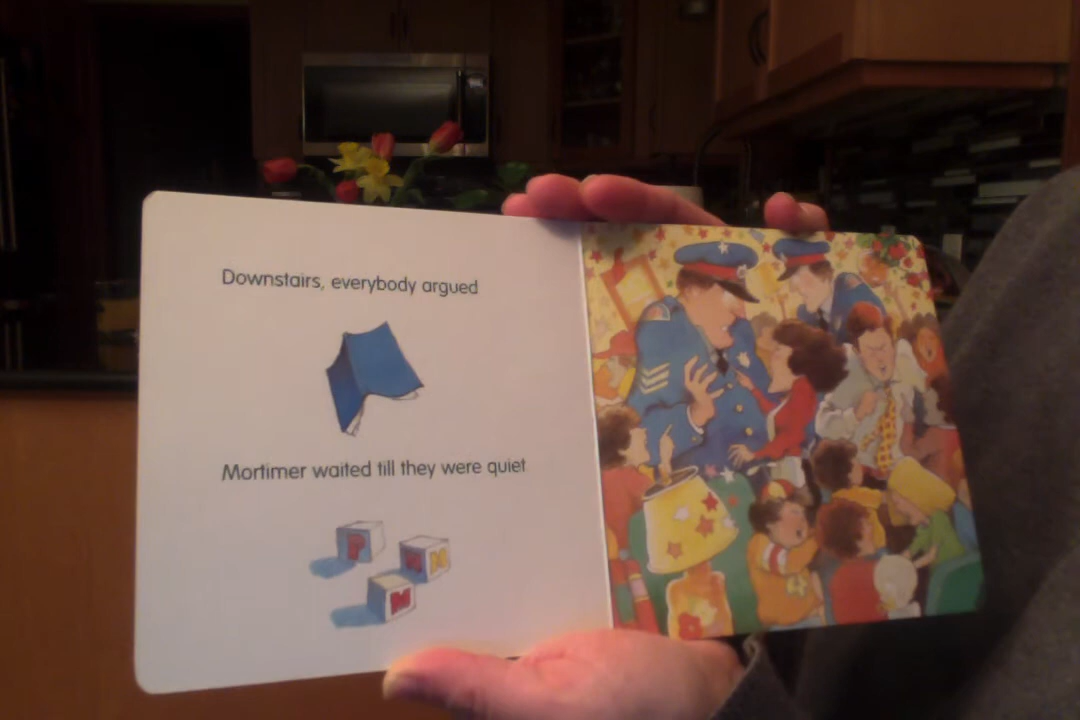 Downstairs, everybody argued
Mortimer waited till they were quiet
P
M
M